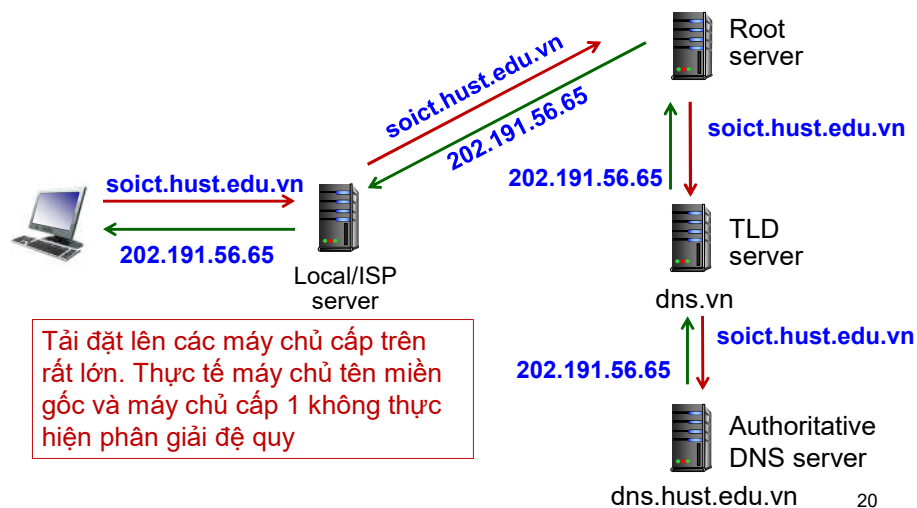 Root
server
soict.hust.edu.vn
202.191.56.65
soict.hust.edu.vn
202.191.56.65
soict.hust.edu.vn
202.191.56.65
TLD
server
Local/ISP
server
dns.vn
Tải đặt lên các máy chủ cấp trên
rất lớn. Thực tế máy chủ tên miền
gốc và máy chủ cấp 1 không thực
hiện phân giải đệ quy
soict.hust.edu.vn
202.191.56.65
Authoritative
DNS server
dns.hust.edu.vn
20